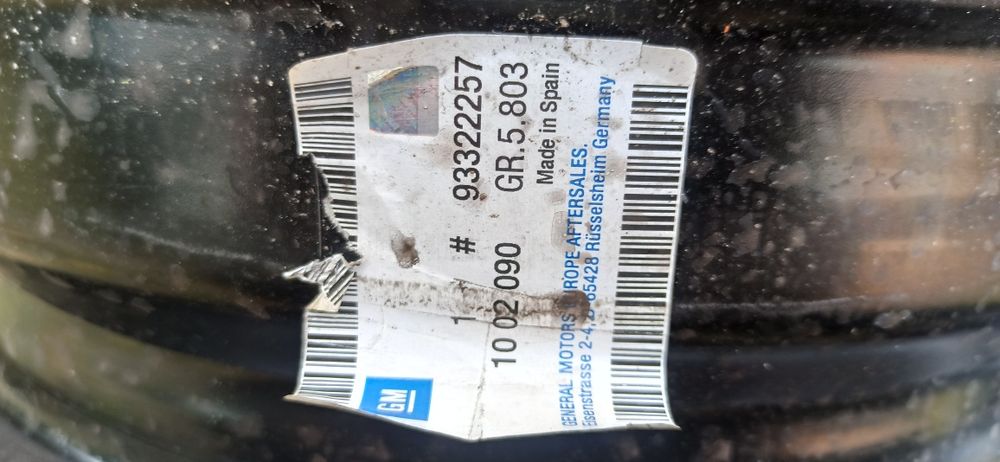 1 # 93322257
10 02 090 GR.5.803
Made in Spain
GENERAL MOTORS ROPE-AFTERSALES.
Eisenstrasse 2-4, D-65428 Rüsselsheim Germany
GM